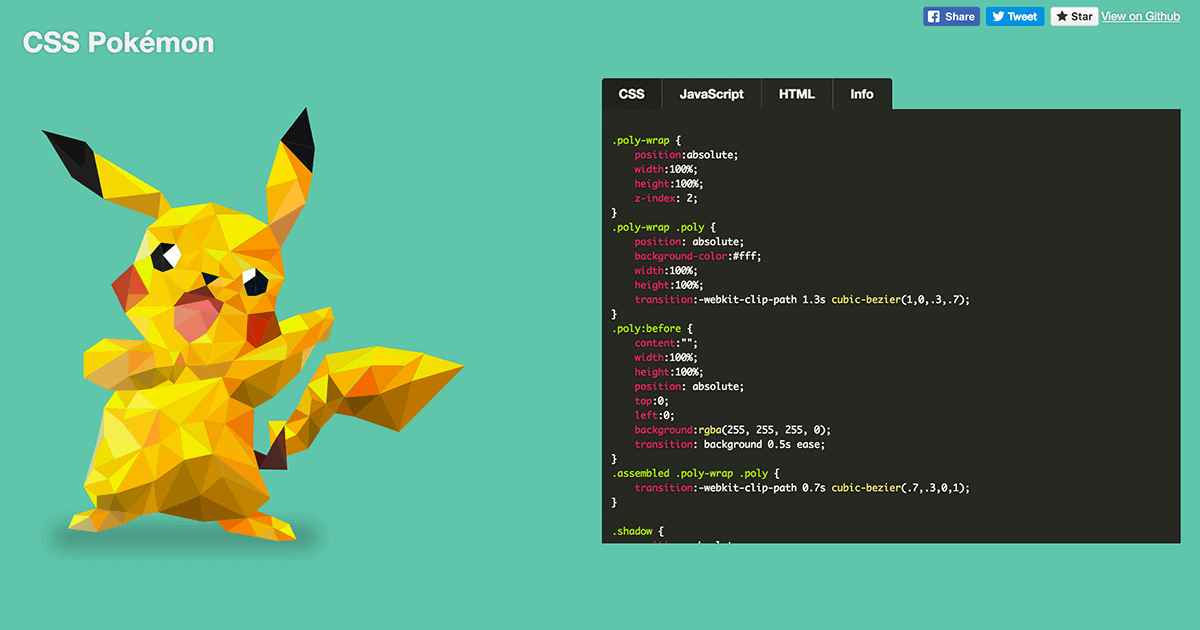 Share Tweet Star View on Github
CSS Pokémon
CSS JavaScript HTML Info
.poly-wrap {
    position:absolute;
    width:100%;
    height:100%;
    z-index: 2;
}
.poly-wrap .poly {
    position: absolute;
    background-color:#fff;
    width:100%;
    height:100%;
    transition:-webkit-clip-path 1.3s cubic-bezier(1,0,.3,.7);
}
.poly:before {
    content:"";
    width:100%;
    height:100%;
    position: absolute;
    top:0;
    left:0;
    background:rgba(255, 255, 255, 0);
    transition: background 0.5s ease;
}
.assembled .poly-wrap .poly {
    transition:-webkit-clip-path 0.7s cubic-bezier(.7,.3,0,1);
}
.shadow {